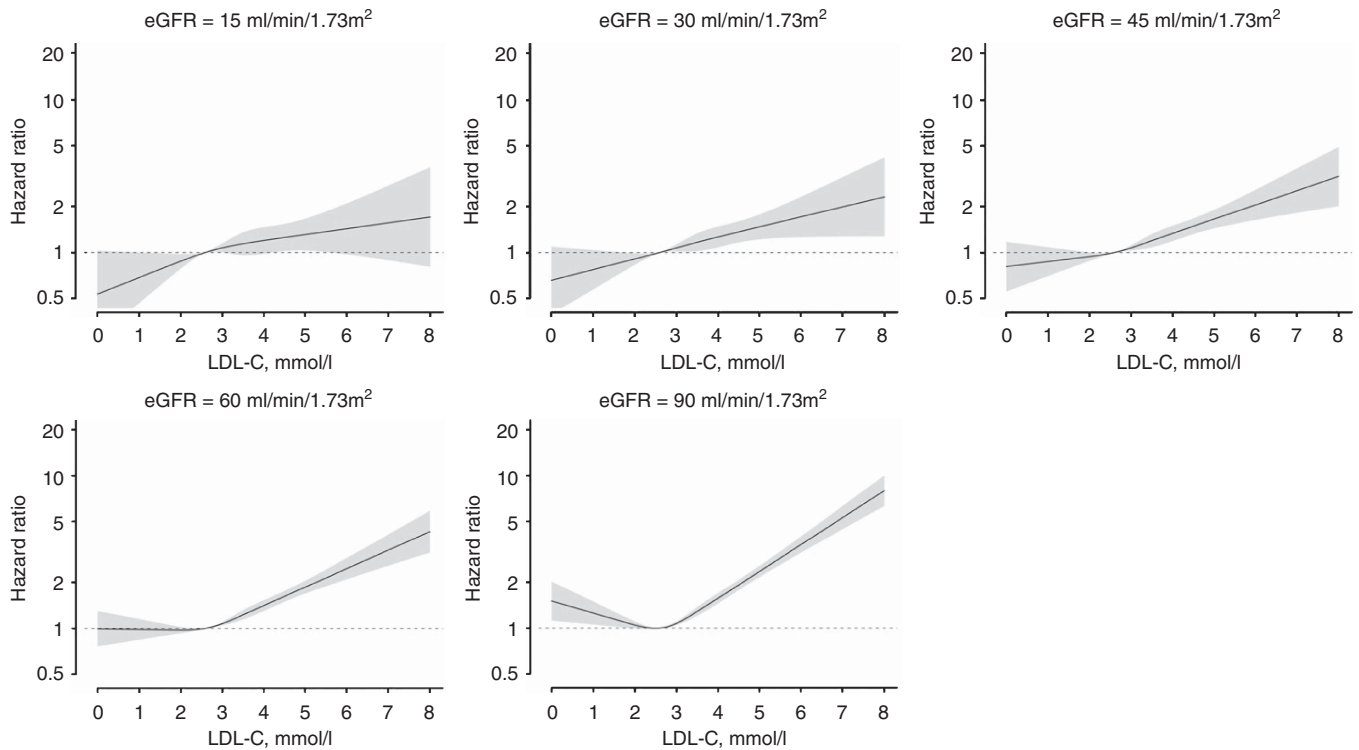 eGFR = 15 ml/min/1.73m²
Hazard ratio
20
10
5
2
1
0.5
0 1 2 3 4 5 6 7 8
LDL-C, mmol/l
eGFR = 30 ml/min/1.73m²
Hazard ratio
20
10
5
2
1
0.5
0 1 2 3 4 5 6 7 8
LDL-C, mmol/l
eGFR = 45 ml/min/1.73m²
Hazard ratio
20
10
5
2
1
0.5
0 1 2 3 4 5 6 7 8
LDL-C, mmol/l
eGFR = 60 ml/min/1.73m²
Hazard ratio
20
10
5
2
1
0.5
0 1 2 3 4 5 6 7 8
LDL-C, mmol/l
eGFR = 90 ml/min/1.73m²
Hazard ratio
20
10
5
2
1
0.5
0 1 2 3 4 5 6 7 8
LDL-C, mmol/l